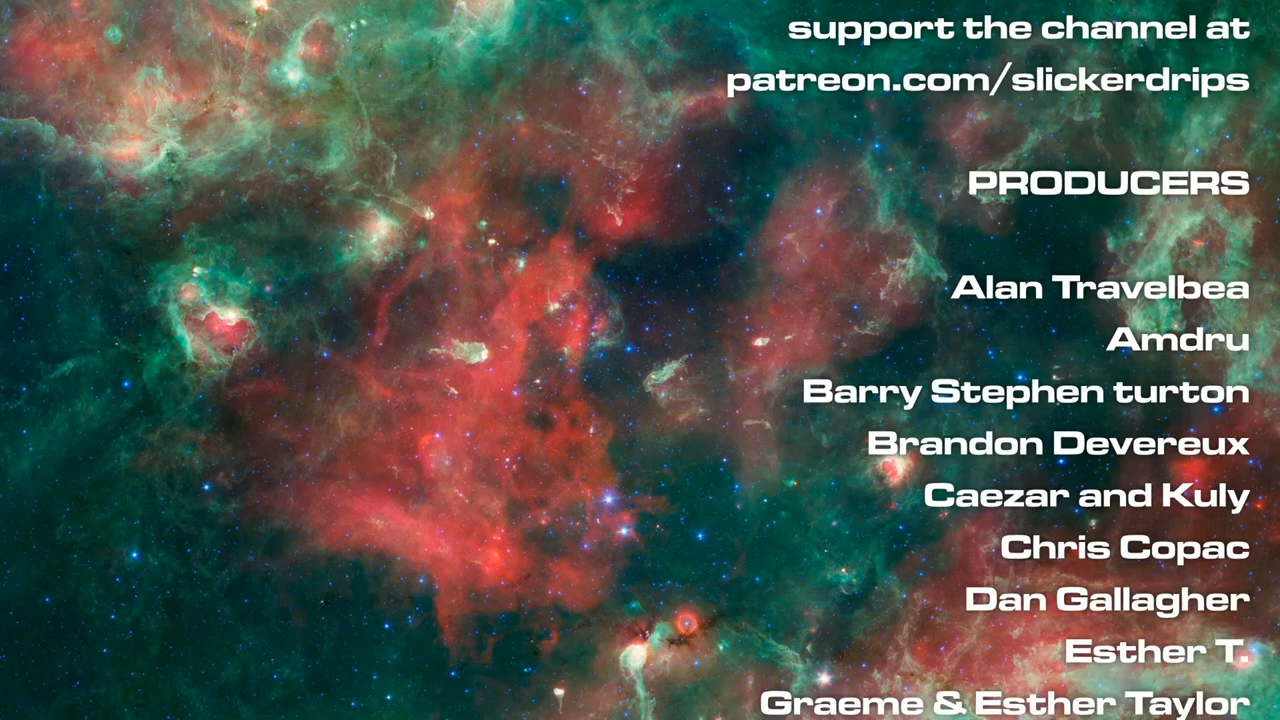 support the channel at
patreon.com/slickerdrips
PRODUCERS
Alan Travelbea
Amdru
Barry Stephen turton
Brandon Devereux
Caezar and Kuly
Chris Copac
Dan Gallagher
Esther T.
Graeme & Esther Taylor